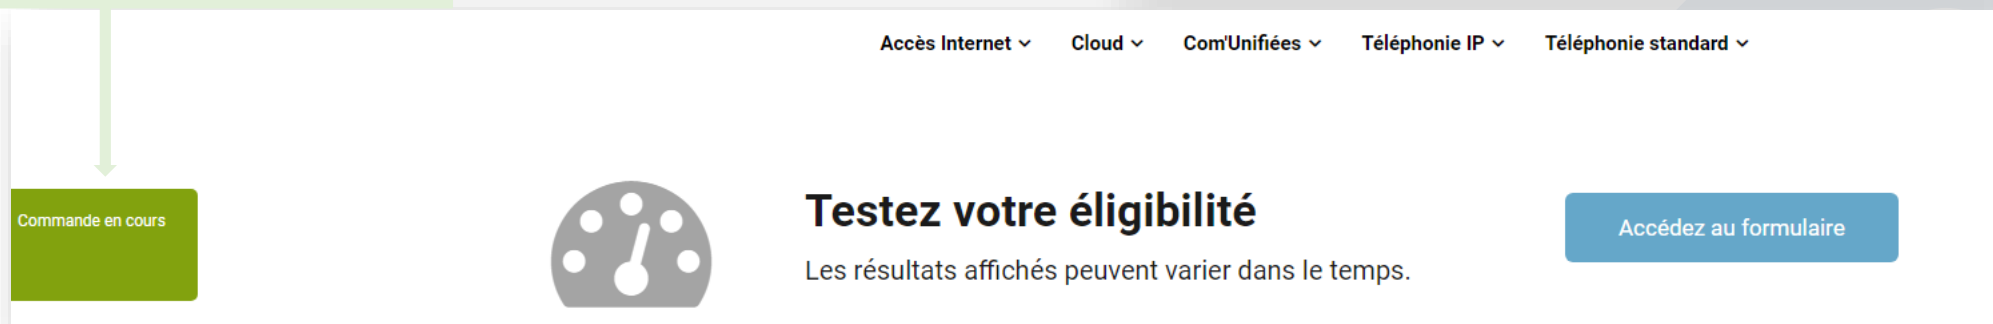 Accès Internet Cloud Com'Unifiées Téléphonie IP Téléphonie standard
Commande en cours
Testez votre éligibilité
Les résultats affichés peuvent varier dans le temps.
Accédez au formulaire